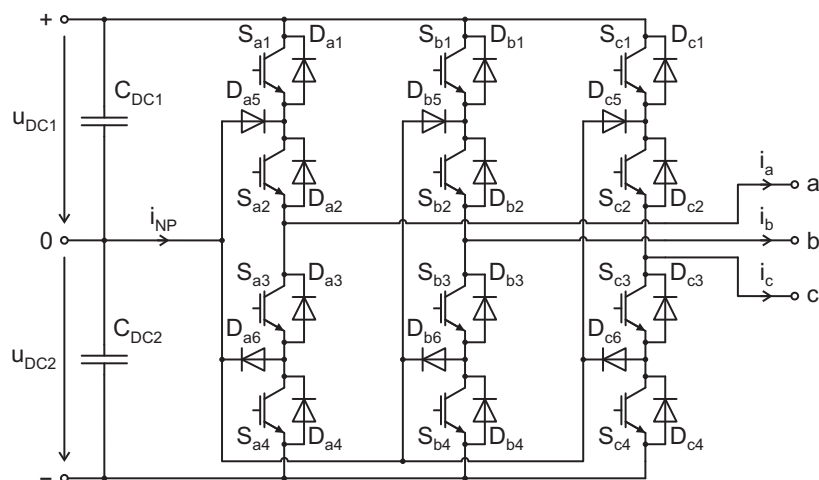 +
S_a1 D_a1 S_b1 D_b1 S_c1 D_c1
C_DC1 D_a5 D_b5 D_c5
u_DC1
S_a2 D_a2 S_b2 D_b2 S_c2 D_c2
i_a a
0 i_NP i_b b
S_a3 D_a3 S_b3 D_b3 S_c3 D_c3
i_c c
C_DC2 D_a6 D_b6 D_c6
u_DC2
S_a4 D_a4 S_b4 D_b4 S_c4 D_c4
−